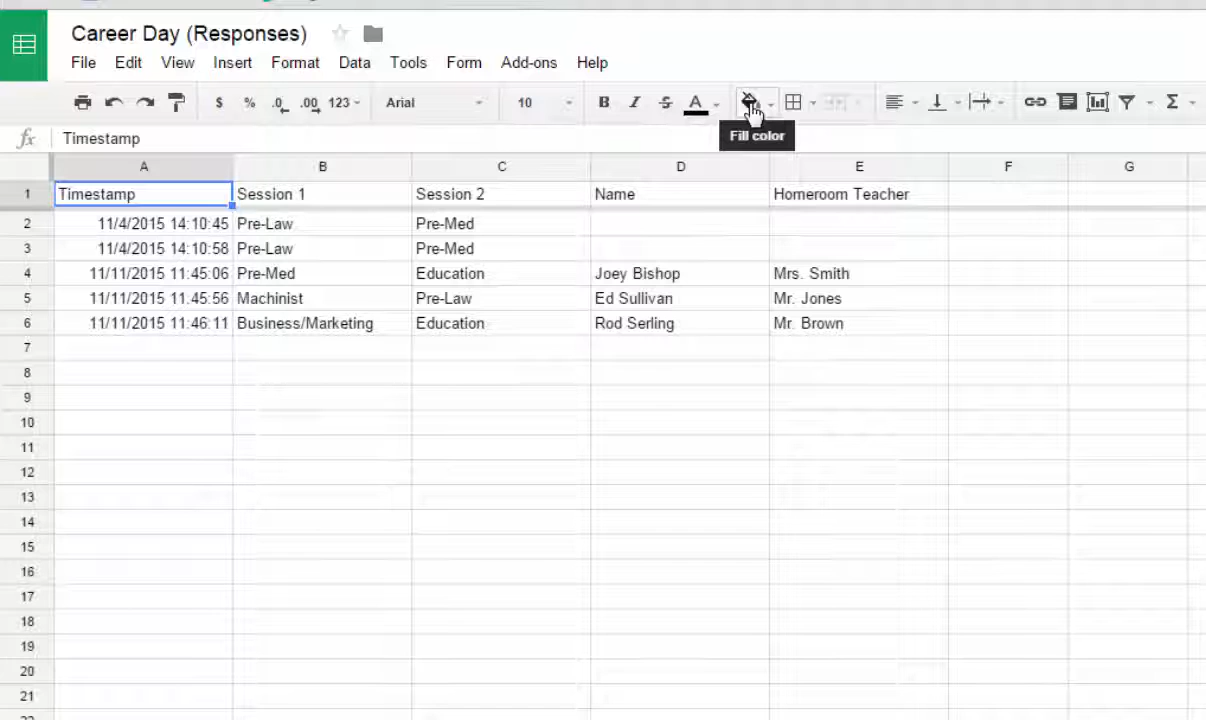 Career Day (Responses)
File Edit View Insert Format Data Tools Form Add-ons Help
$ % .0 .00 123 Arial 10 B I S A Σ
Fill color
fx Timestamp
A B C D E F G
1 Timestamp Session 1 Session 2 Name Homeroom Teacher
2 11/4/2015 14:10:45 Pre-Law Pre-Med
3 11/4/2015 14:10:58 Pre-Law Pre-Med
4 11/11/2015 11:45:06 Pre-Med Education Joey Bishop Mrs. Smith
5 11/11/2015 11:45:56 Machinist Pre-Law Ed Sullivan Mr. Jones
6 11/11/2015 11:46:11 Business/Marketing Education Rod Serling Mr. Brown
7
8
9
10
11
12
13
14
15
16
17
18
19
20
21